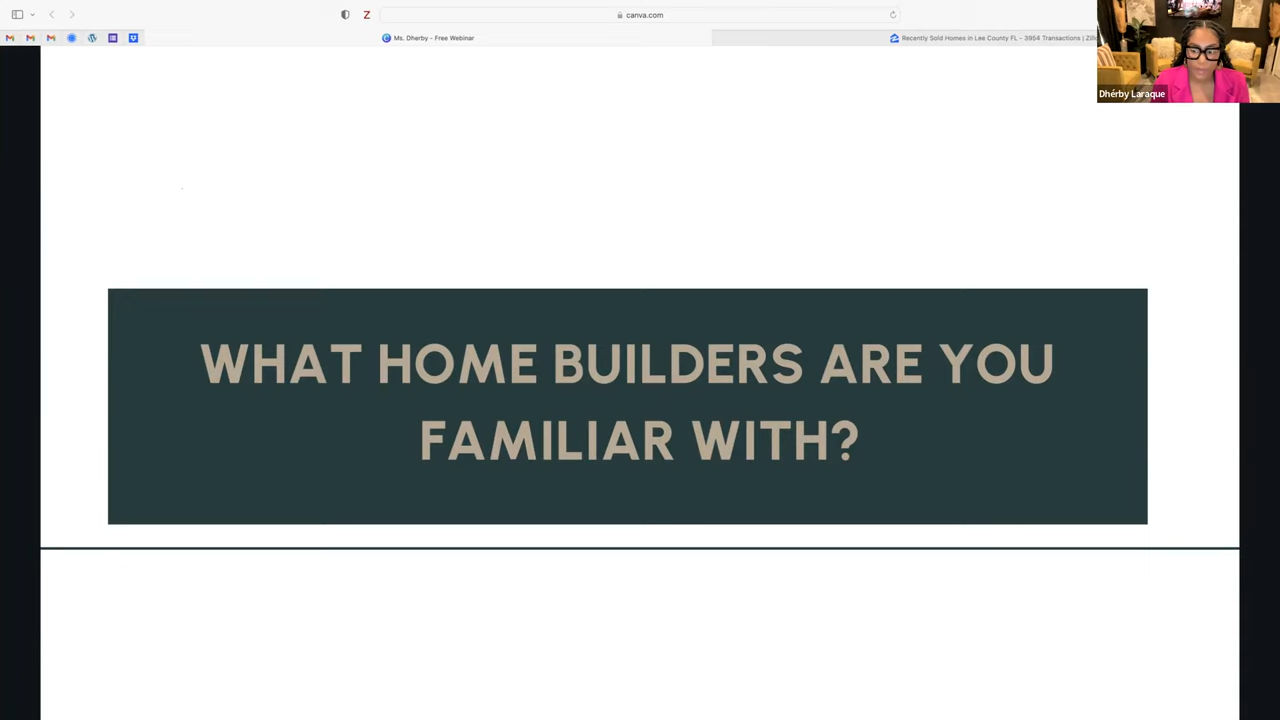 canva.com
Ms. Dherby - Free Webinar
Recently Sold Homes in Lee County FL - 3954 Transactions | Zill
Dhérby Laraque
WHAT HOME BUILDERS ARE YOU
FAMILIAR WITH?